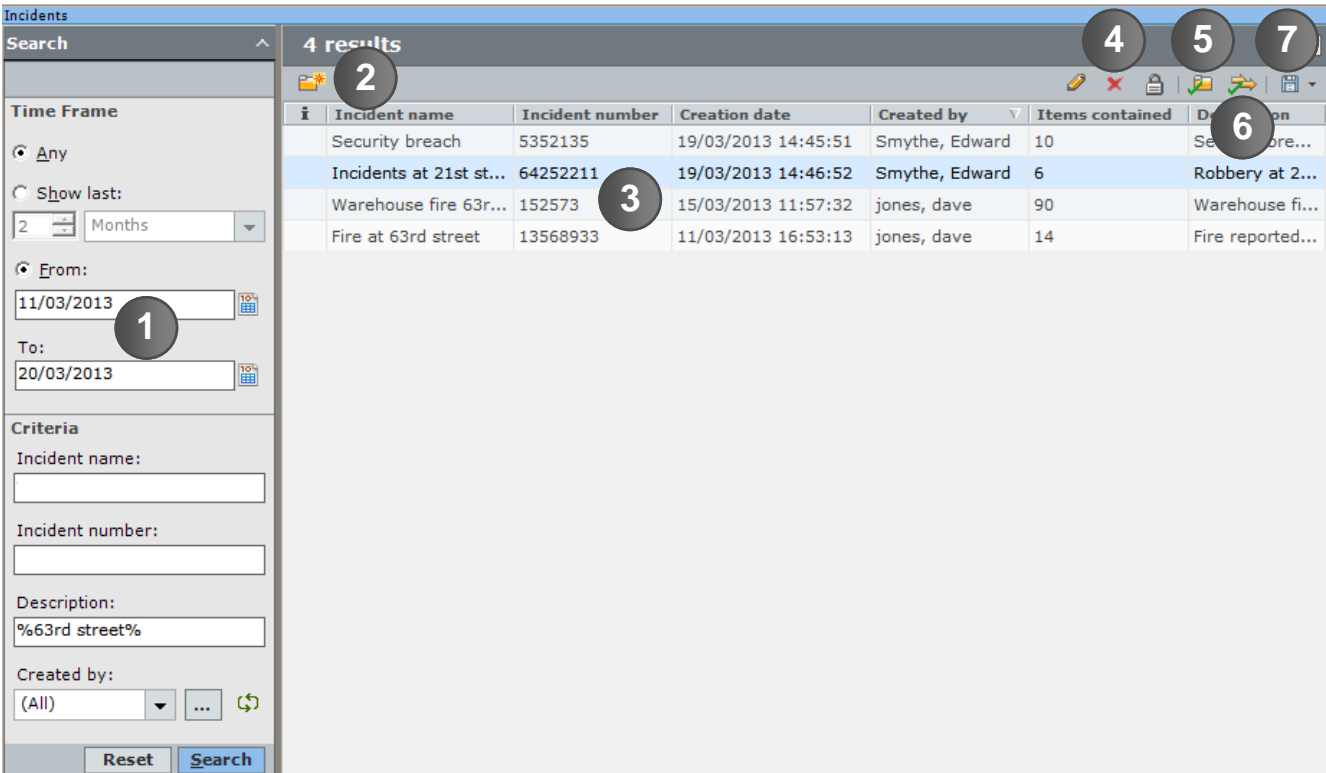 Incidents
Search
4 results
4 5 7
2
Time Frame
Any
Show last:
2 Months
From:
11/03/2013
1
To:
20/03/2013
Criteria
Incident name:
Incident number:
Description:
%63rd street%
Created by:
(All) ...
Reset Search
i Incident name Incident number Creation date Created by Items contained
6
Security breach 5352135 19/03/2013 14:45:51 Smythe, Edward 10
Incidents at 21st st... 64252211 19/03/2013 14:46:52 Smythe, Edward 6 Robbery at 2...
3
Warehouse fire 63r... 152573 15/03/2013 11:57:32 jones, dave 90 Warehouse fi...
Fire at 63rd street 13568933 11/03/2013 16:53:13 jones, dave 14 Fire reported...